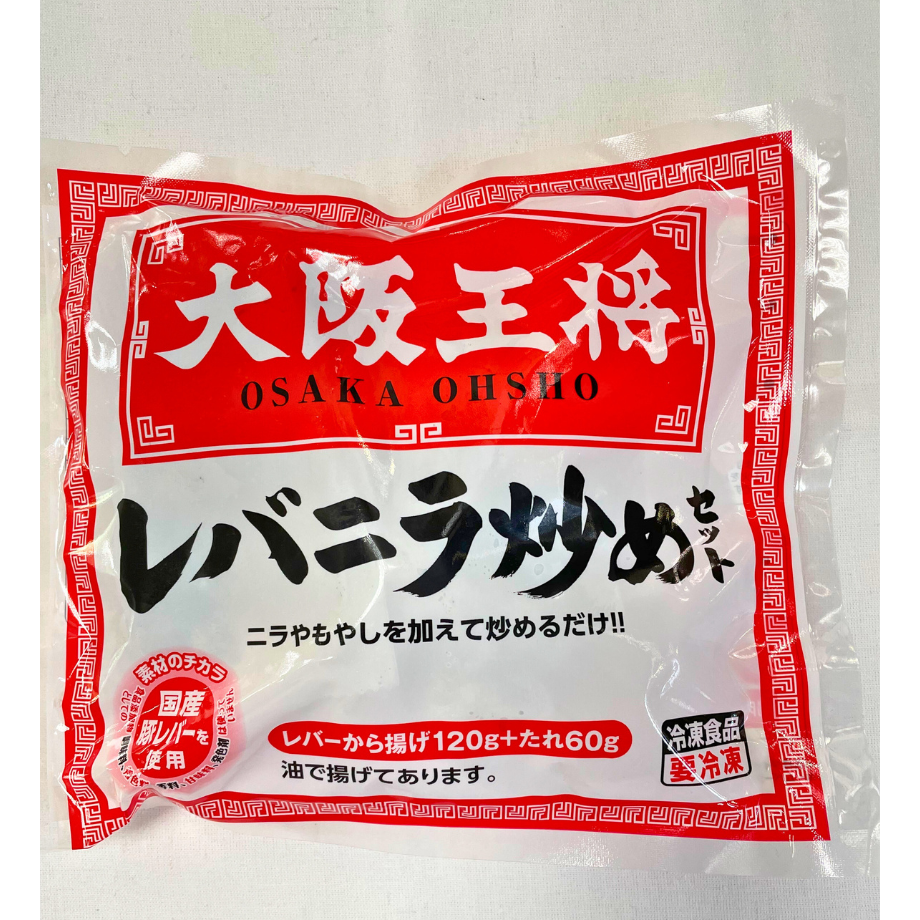 大阪王将
OSAKA OHSHO
レバニラ炒めセット
ニラやもやしを加えて炒めるだけ!!
素材のチカラ
国産
豚レバーを
使用
レバーから揚げ120g+たれ60g
油で揚げてあります。
冷凍食品
要冷凍